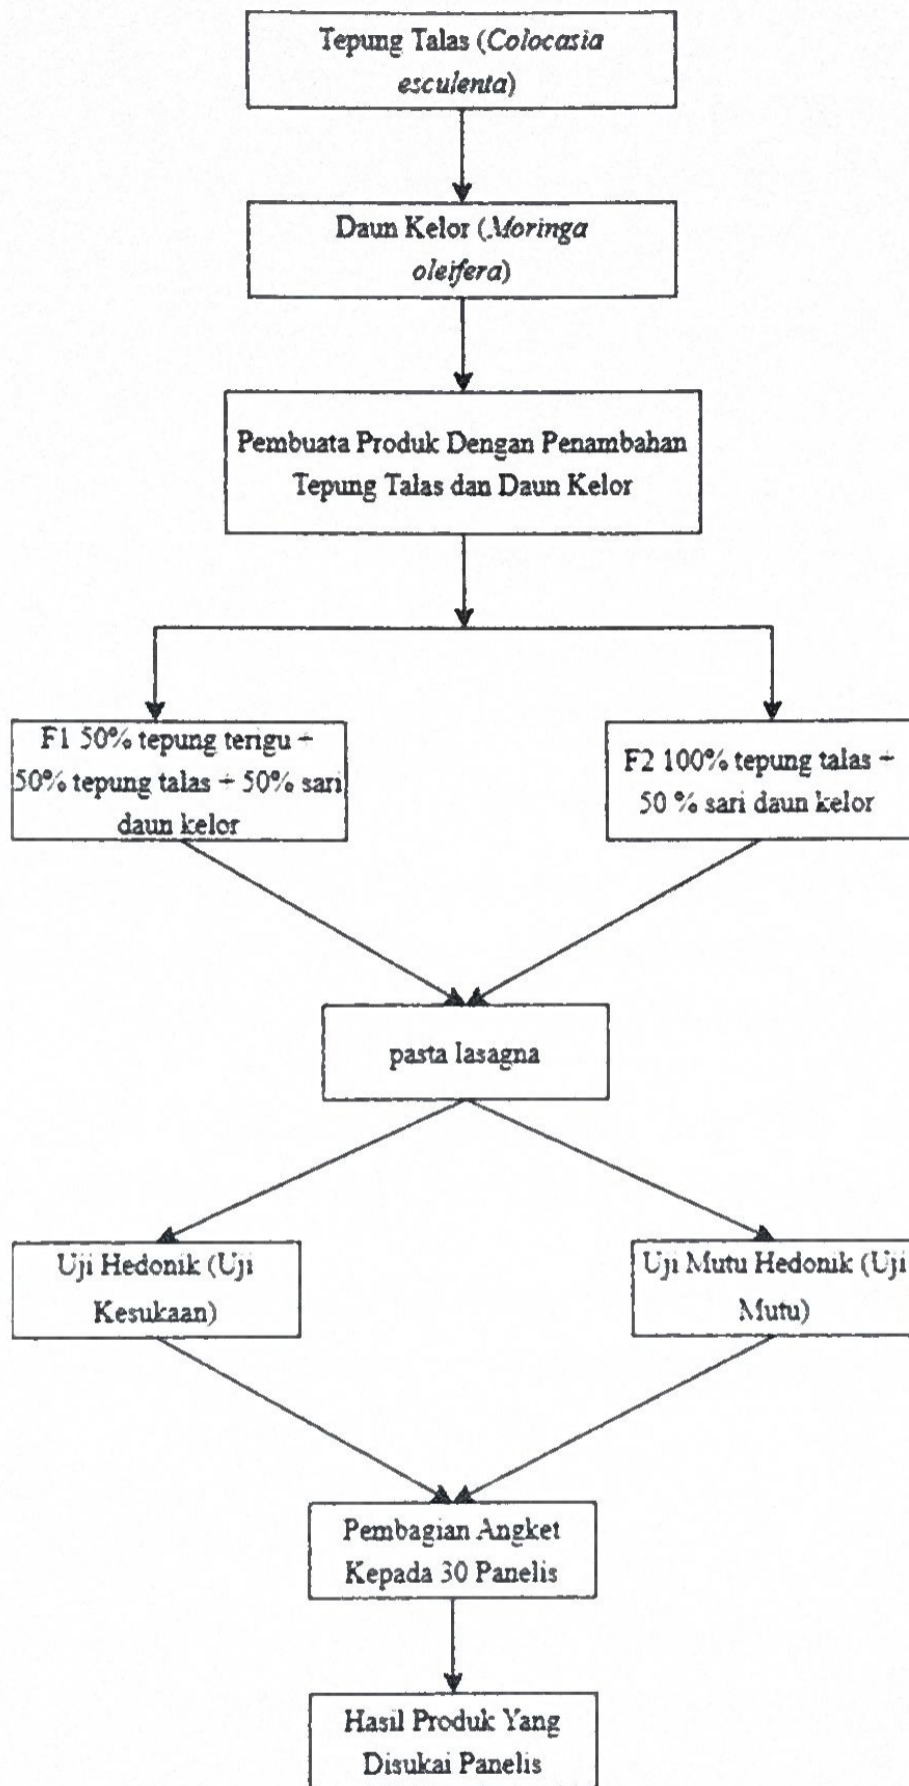 Tepung Talas (Colocasia
esculenta)
Daun Kelor (Moringa
oleifera)
Pembuata Produk Dengan Penambahan
Tepung Talas dan Daun Kelor
F1 50% tepung terigu +
50% tepung talas + 50% sari
daun kelor
F2 100% tepung talas +
50 % sari daun kelor
pasta lasagna
Uji Hedonik (Uji
Kesukaan)
Uji Mutu Hedonik (Uji
Mutu)
Pembagian Angket
Kepada 30 Panelis
Hasil Produk Yang
Disukai Panelis